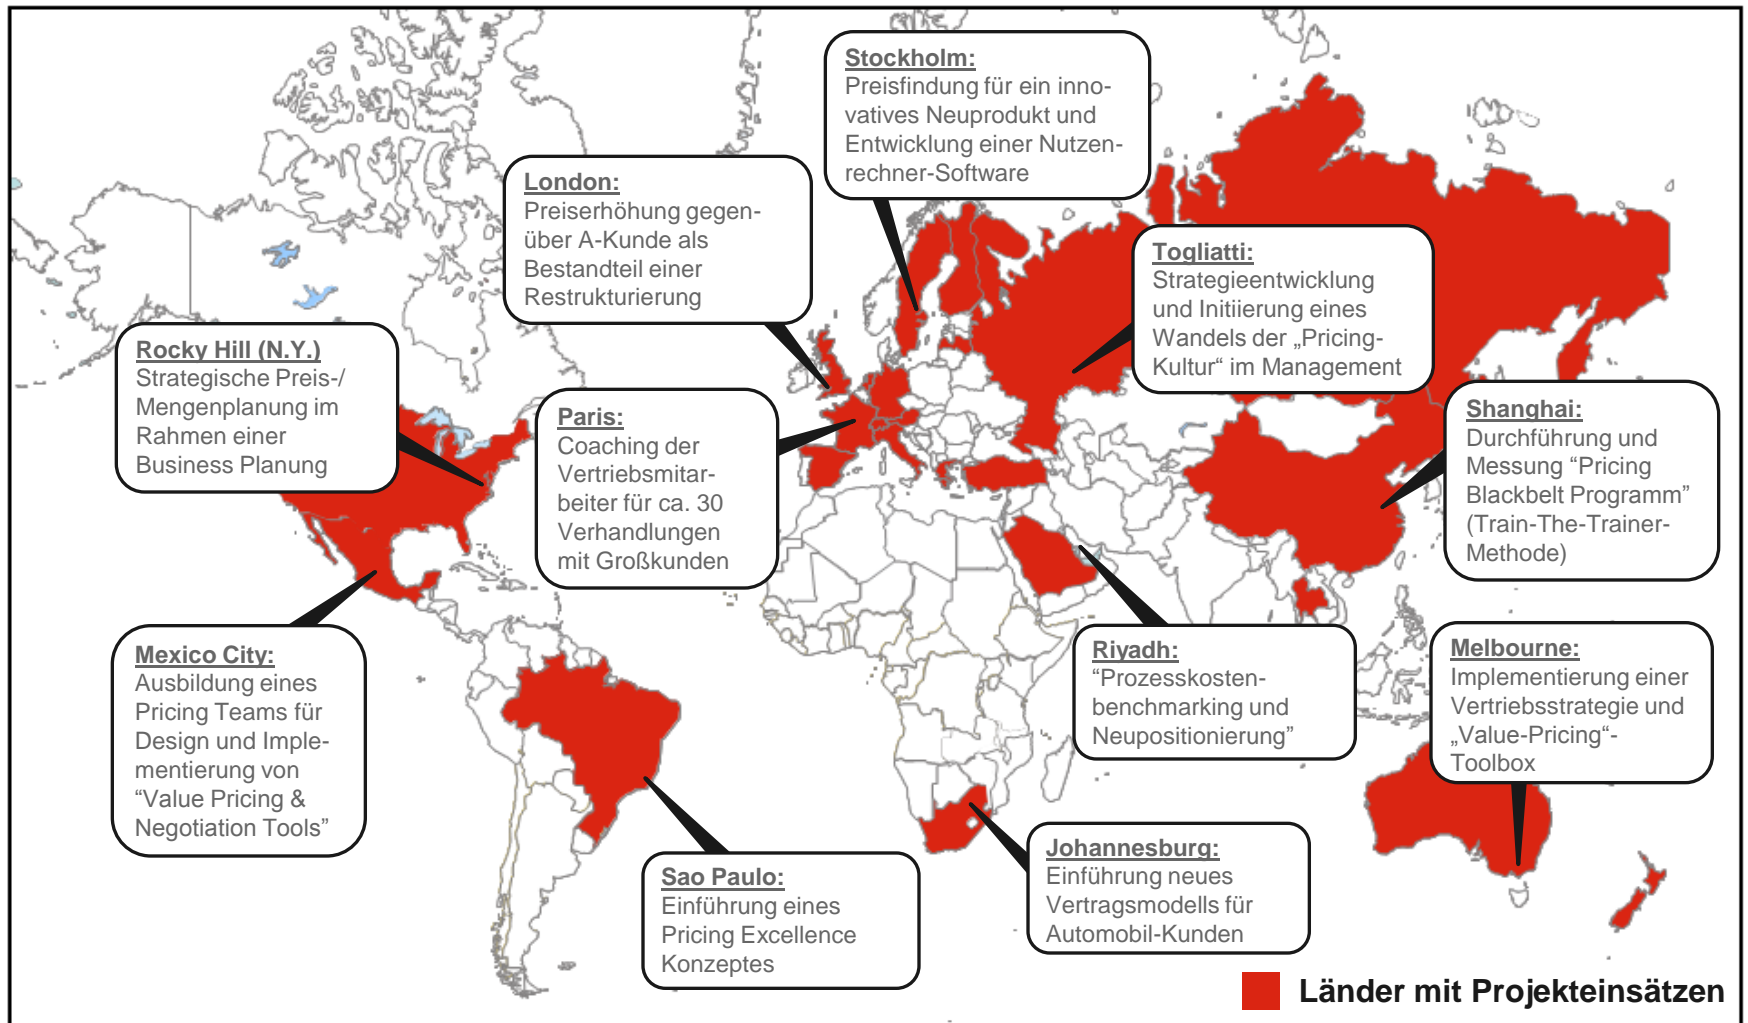 Stockholm:
Preisfindung für ein inno-
vatives Neuprodukt und
Entwicklung einer Nutzen-
rechner-Software
London:
Preiserhöhung gegen-
über A-Kunde als
Bestandteil einer
Restrukturierung
Togliatti:
Strategieentwicklung
und Initiierung eines
Wandels der „Pricing-
Kultur“ im Management
Rocky Hill (N.Y.)
Strategische Preis-/
Mengenplanung im
Rahmen einer
Business Planung
Paris:
Coaching der
Vertriebsmitar-
beiter für ca. 30
Verhandlungen
mit Großkunden
Shanghai:
Durchführung und
Messung “Pricing
Blackbelt Programm”
(Train-The-Trainer-
Methode)
Mexico City:
Ausbildung eines
Pricing Teams für
Design und Imple-
mentierung von
“Value Pricing &
Negotiation Tools”
Riyadh:
“Prozesskosten-
benchmarking und
Neupositionierung”
Melbourne:
Implementierung einer
Vertriebsstrategie und
„Value-Pricing“-
Toolbox
Sao Paulo:
Einführung eines
Pricing Excellence
Konzeptes
Johannesburg:
Einführung neues
Vertragsmodells für
Automobil-Kunden
Länder mit Projekteinsätzen